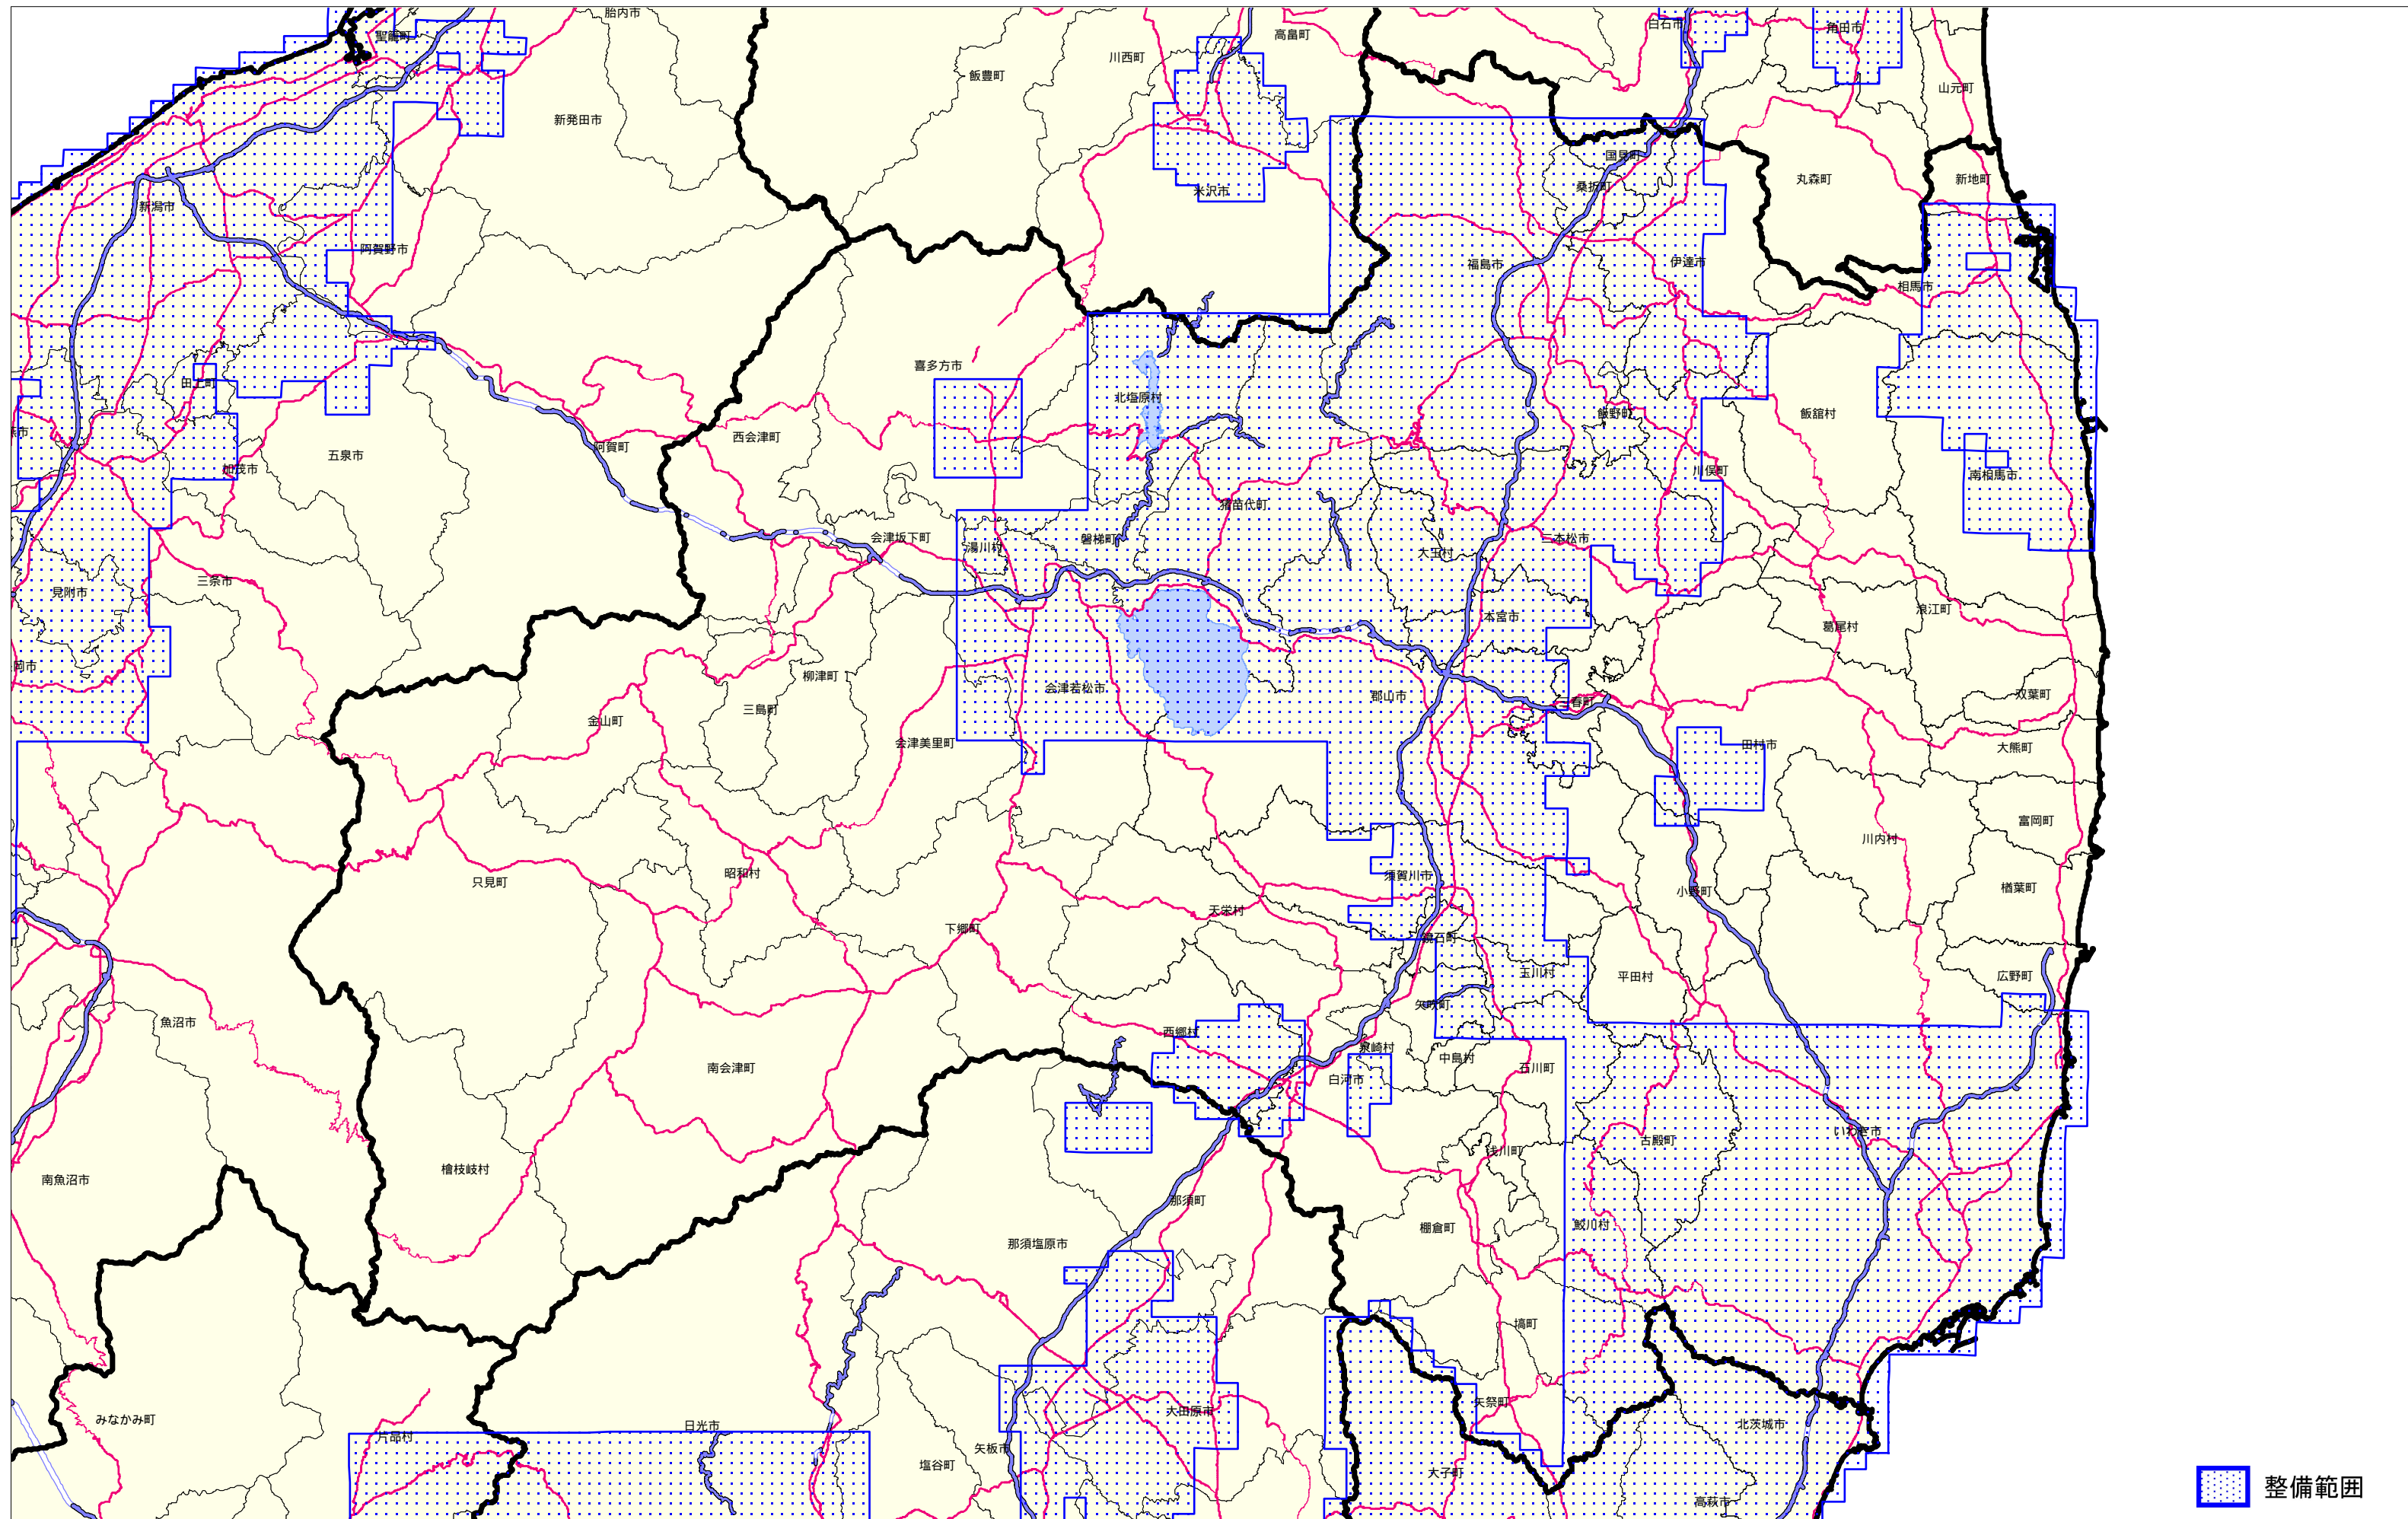 胎内市
聖籠町
白石市
角田市
高畠町
川西町
飯豊町
山元町
新発田市
国見町
丸森町
新地町
桑折町
米沢市
新潟市
阿賀野市
福島市
伊達市
相馬市
喜多方市
田上町
北塩原村
飯野町
飯舘村
市
西会津町
阿賀町
五泉市
加茂市
川俣町
南相馬市
猪苗代町
会津坂下町
湯川村
磐梯町
大玉村
二本松市
三条市
見附市
浪江町
本宮市
葛尾村
岡市
柳津町
会津若松市
郡山市
双葉町
三春町
三島町
金山町
会津美里町
田村市
大熊町
富岡町
川内村
昭和村
只見町
須賀川市
小野町
楢葉町
天栄村
下郷町
鏡石町
玉川村
平田村
広野町
矢吹町
魚沼市
西郷村
泉崎村
中島村
南会津町
石川町
白河市
いわき市
古殿町
浅川町
檜枝岐村
南魚沼市
那須町
鮫川村
棚倉町
那須塩原市
塙町
矢祭町
大田原市
みなかみ町
日光市
北茨城市
片品村
矢板市
塩谷町
大子町
高萩市
整備範囲